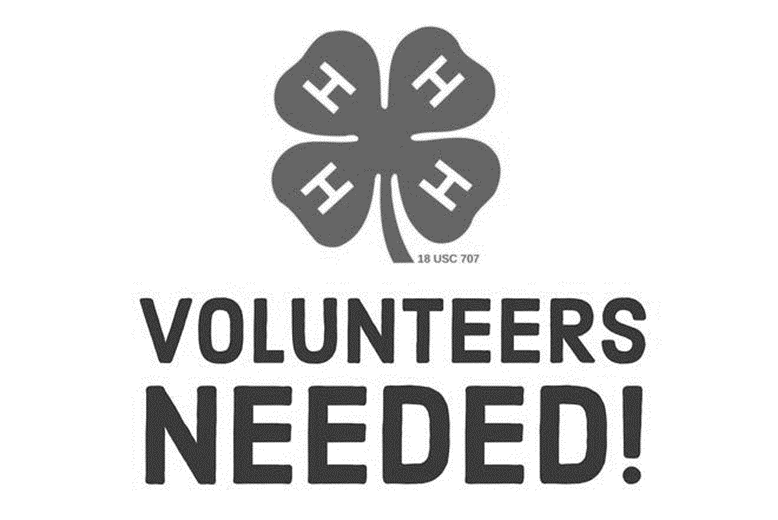 H H
H H
18 USC 707
VOLUNTEERS
NEEDED!